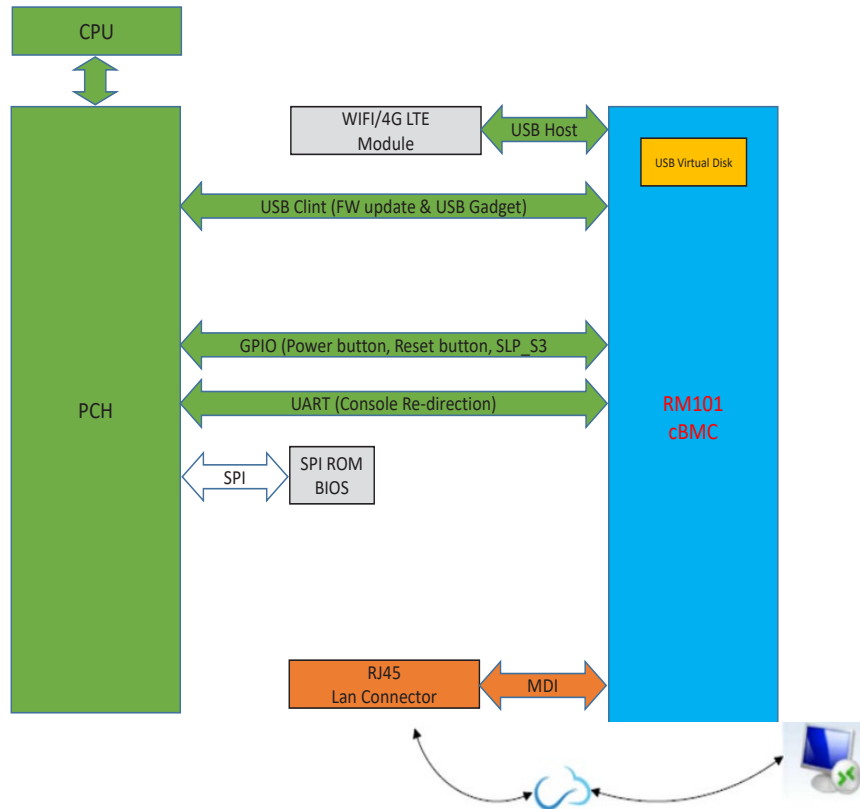 CPU
WIFI/4G LTE
Module
USB Host
USB Virtual Disk
USB Clint (FW update & USB Gadget)
GPIO (Power button, Reset button, SLP_S3
UART (Console Re-direction)
PCH
RM101
cBMC
SPI
SPI ROM
BIOS
RJ45
Lan Connector
MDI